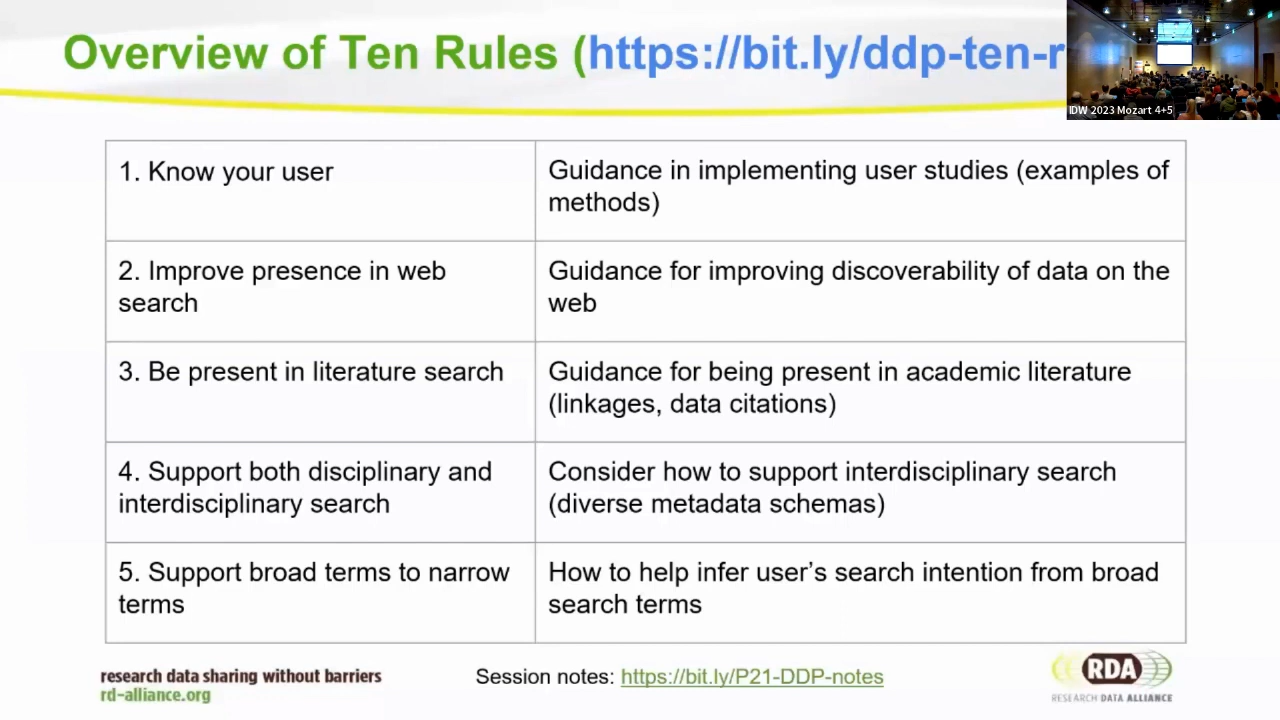 Overview of Ten Rules (https://bit.ly/ddp-ten-r
IDW 2023 Mozart 4+5
1. Know your user
Guidance in implementing user studies (examples of
methods)
2. Improve presence in web
search
Guidance for improving discoverability of data on the
web
3. Be present in literature search
Guidance for being present in academic literature
(linkages, data citations)
4. Support both disciplinary and
interdisciplinary search
Consider how to support interdisciplinary search
(diverse metadata schemas)
5. Support broad terms to narrow
terms
How to help infer user’s search intention from broad
search terms
research data sharing without barriers
rd-alliance.org
Session notes: https://bit.ly/P21-DDP-notes
RDA
RESEARCH DATA ALLIANCE